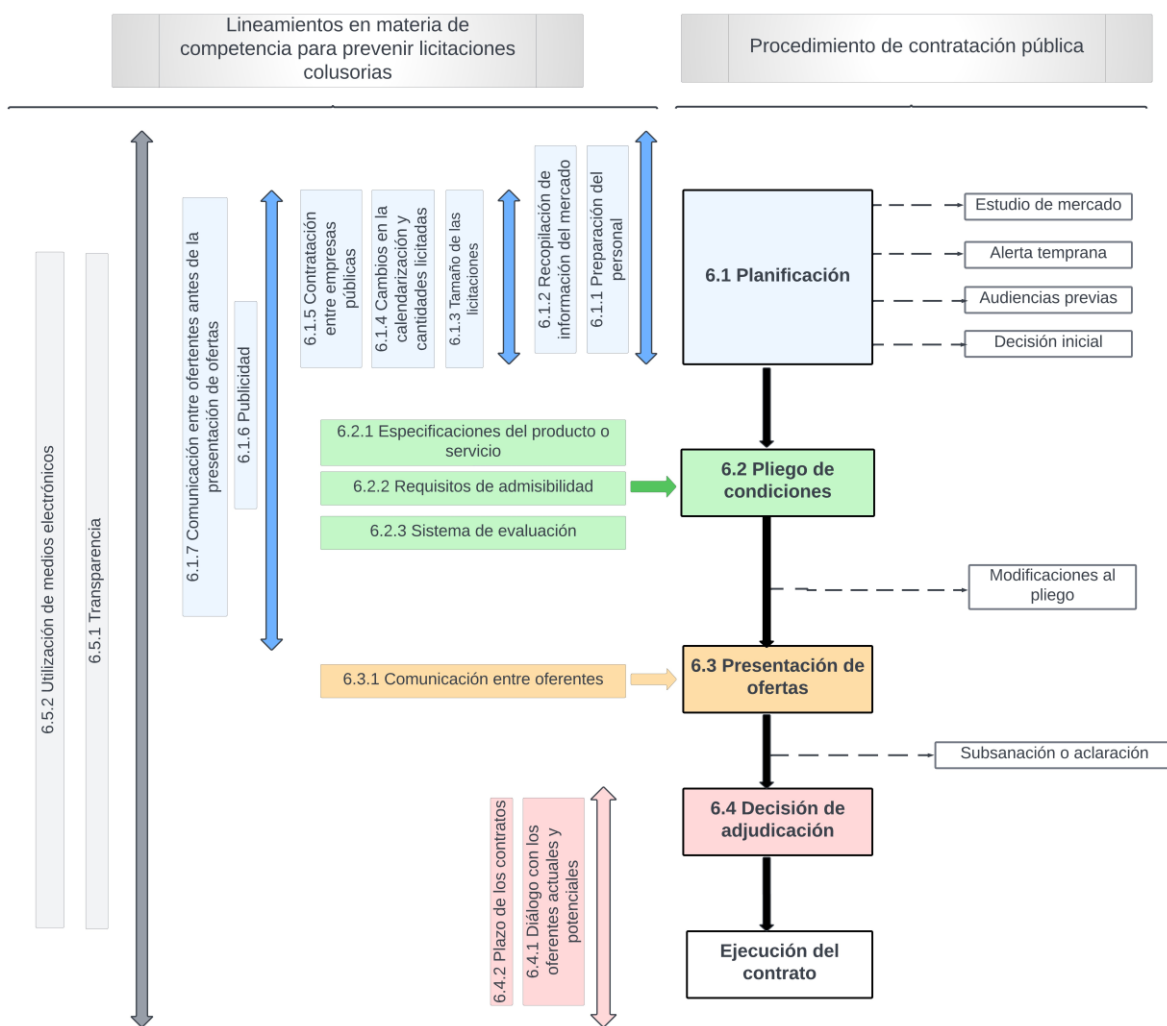 Lineamientos en materia de
competencia para prevenir licitaciones
colusorias
Procedimiento de contratación pública
6.5.2 Utilización de medios electrónicos
6.5.1 Transparencia
6.1.7 Comunicación entre ofertentes antes de la
presentación de ofertas
6.1.6 Publicidad
6.1.5 Contratación
entre empresas
públicas
6.1.4 Cambios en la
calendarización y
cantidades licitadas
6.1.3 Tamaño de las
licitaciones
6.1.2 Recopilación de
información del mercado
6.1.1 Preparación del
personal
6.1 Planificación
Estudio de mercado
Alerta temprana
Audiencias previas
Decisión inicial
6.2.1 Especificaciones del producto o
servicio
6.2.2 Requisitos de admisibilidad
6.2.3 Sistema de evaluación
6.2 Pliego de
condiciones
Modificaciones al
pliego
6.3.1 Comunicación entre oferentes
6.3 Presentación de
ofertas
Subsanación o aclaración
6.4.2 Plazo de los contratos
6.4.1 Diálogo con los
oferentes actuales y
potenciales
6.4 Decisión de
adjudicación
Ejecución del
contrato